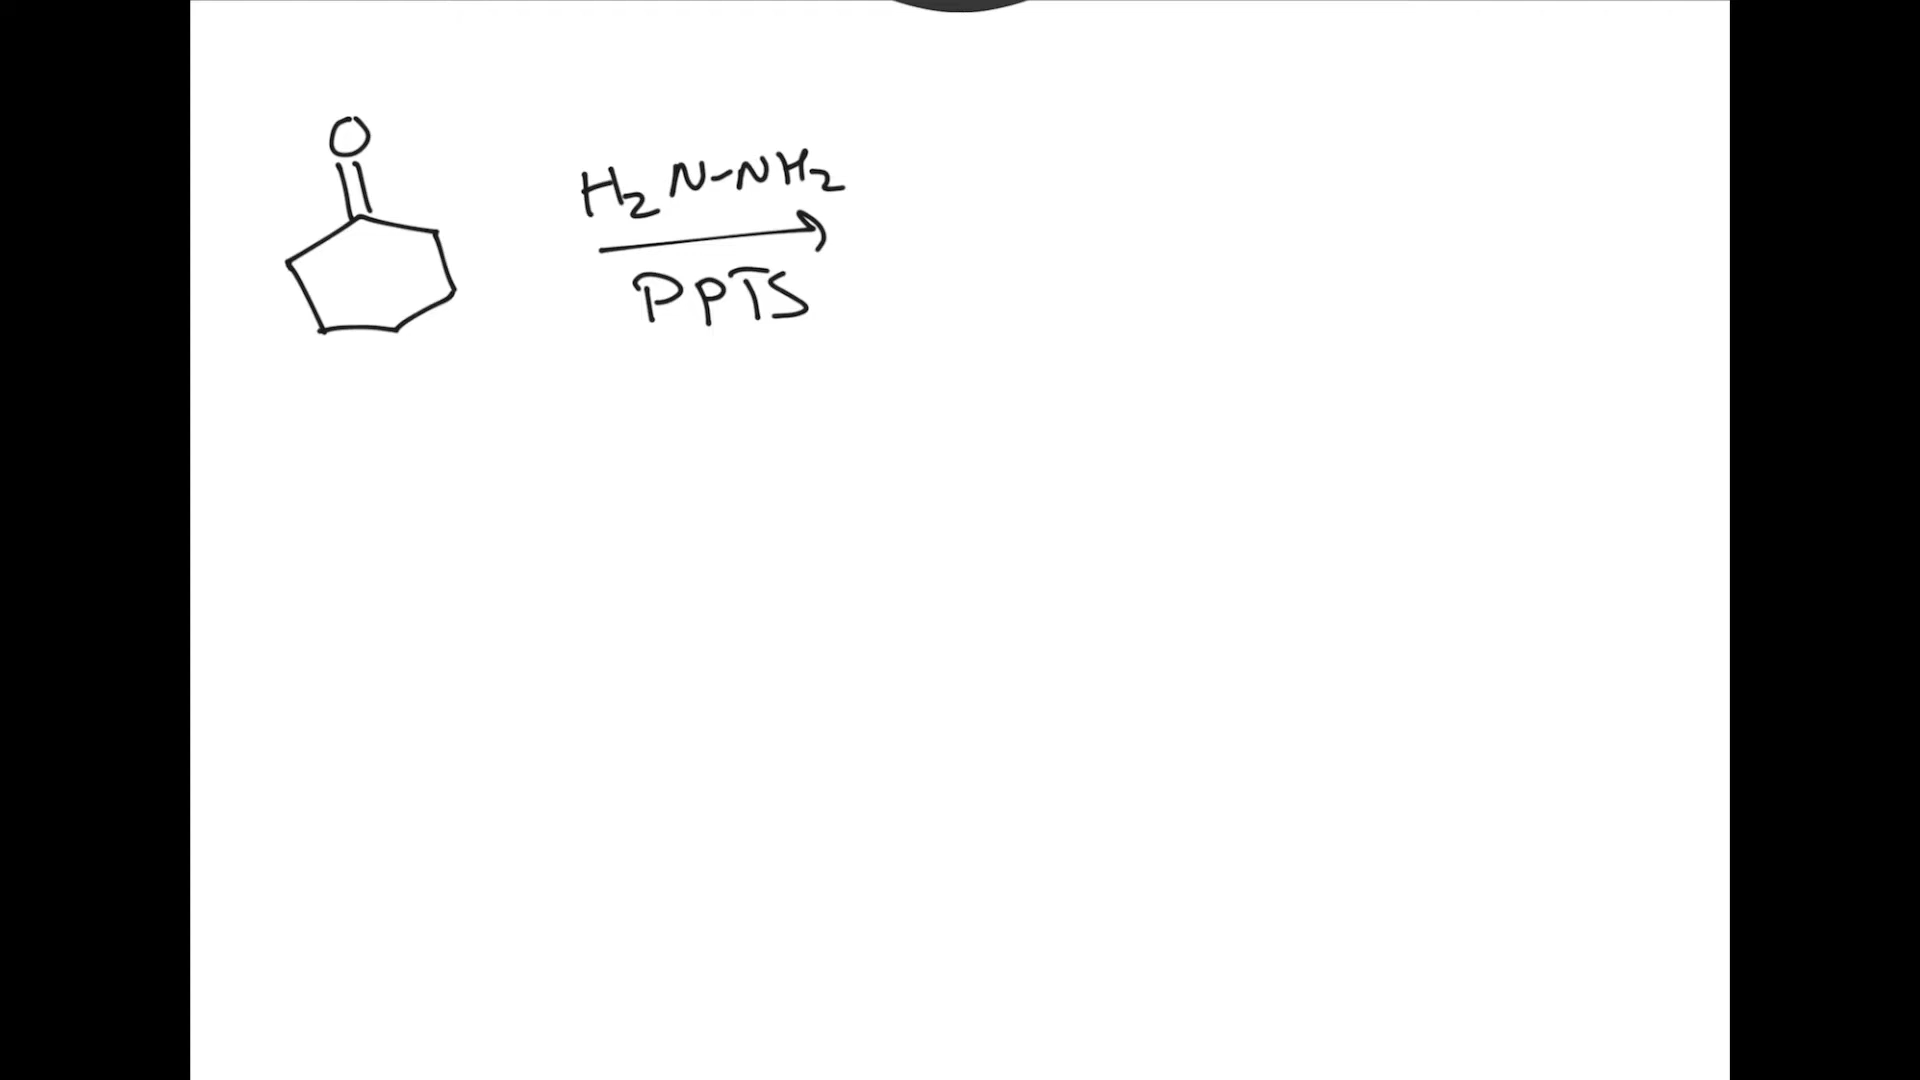 O
H₂N-NH₂
PPTS